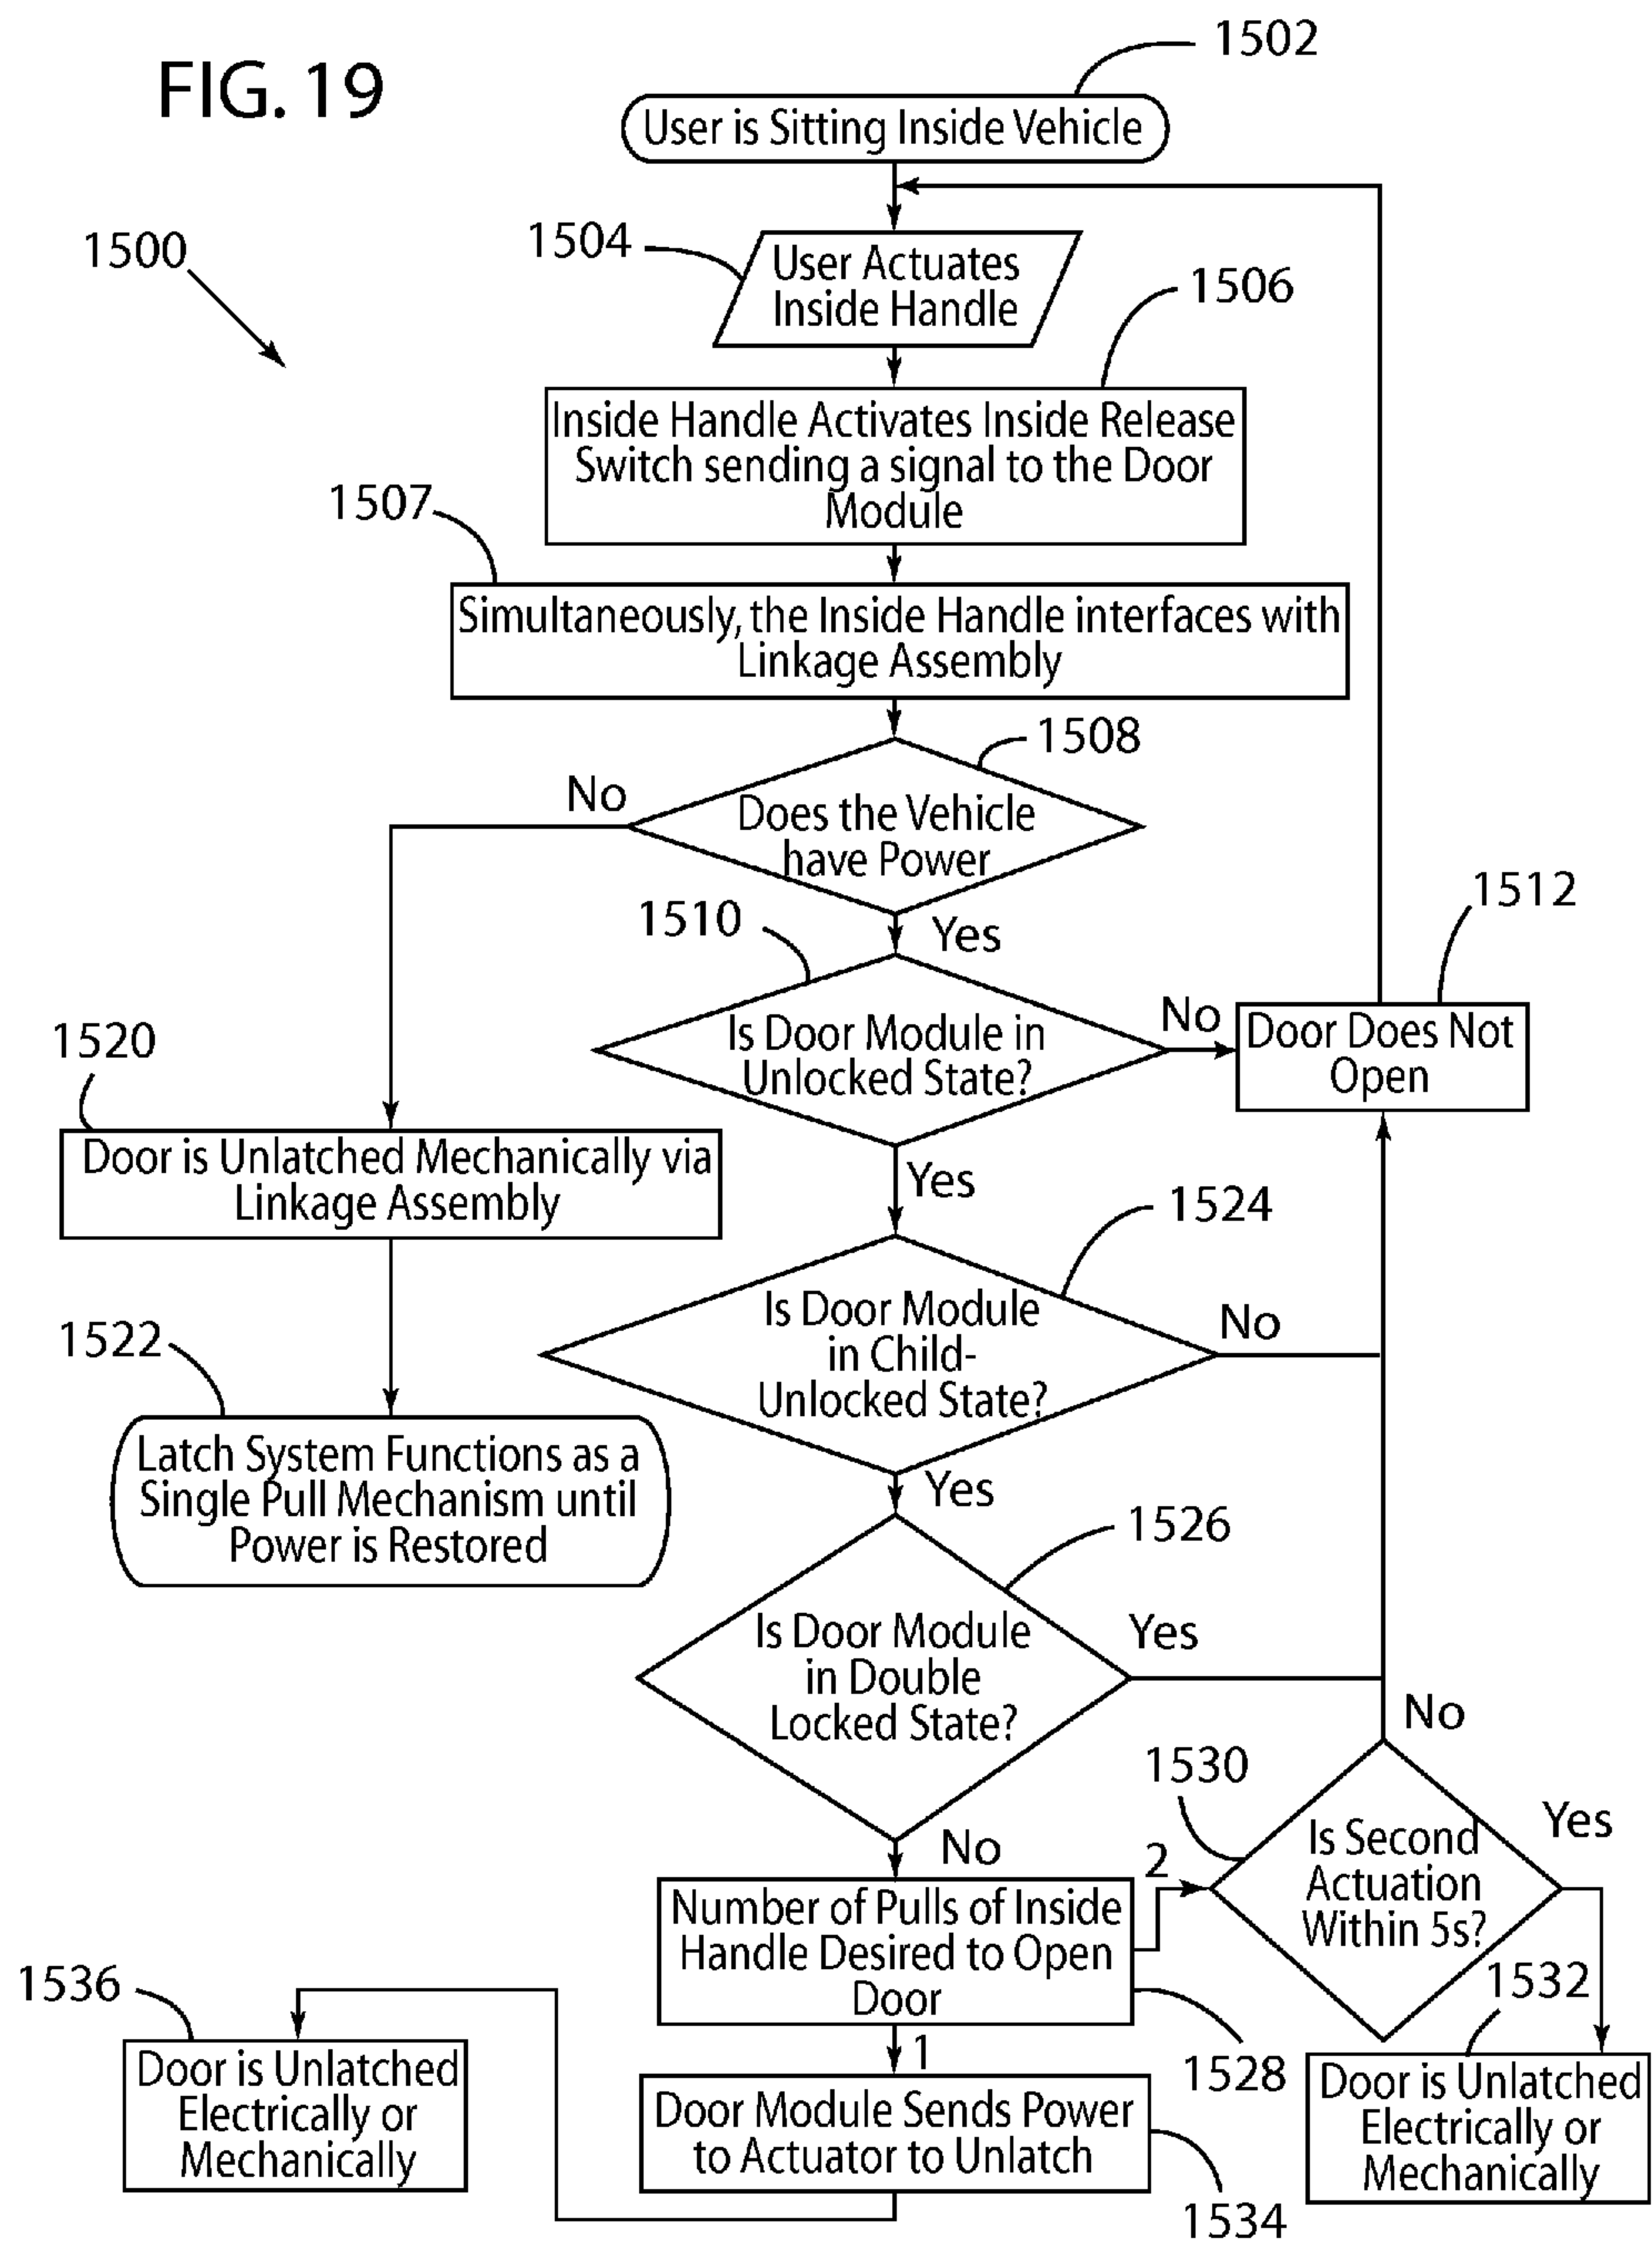 FIG. 19
1502
User is Sitting Inside Vehicle
1500
1504
User Actuates
Inside Handle
1506
Inside Handle Activates Inside Release
Switch sending a signal to the Door
Module
1507
Simultaneously, the Inside Handle interfaces with
Linkage Assembly
1508
No
Does the Vehicle
have Power
Yes
1510
1512
Is Door Module in
Unlocked State?
No
Door Does Not
Open
1520
Door is Unlatched Mechanically via
Linkage Assembly
Yes
1524
Is Door Module
in Child-
Unlocked State?
No
1522
Latch System Functions as a
Single Pull Mechanism until
Power is Restored
Yes
1526
Is Door Module
in Double
Locked State?
Yes
No
1530
Is Second
Actuation
Within 5s?
Yes
No
2
Number of Pulls of Inside
Handle Desired to Open
Door
1528
1532
Door is Unlatched
Electrically or
Mechanically
1
1536
Door is Unlatched
Electrically or
Mechanically
Door Module Sends Power
to Actuator to Unlatch
1534